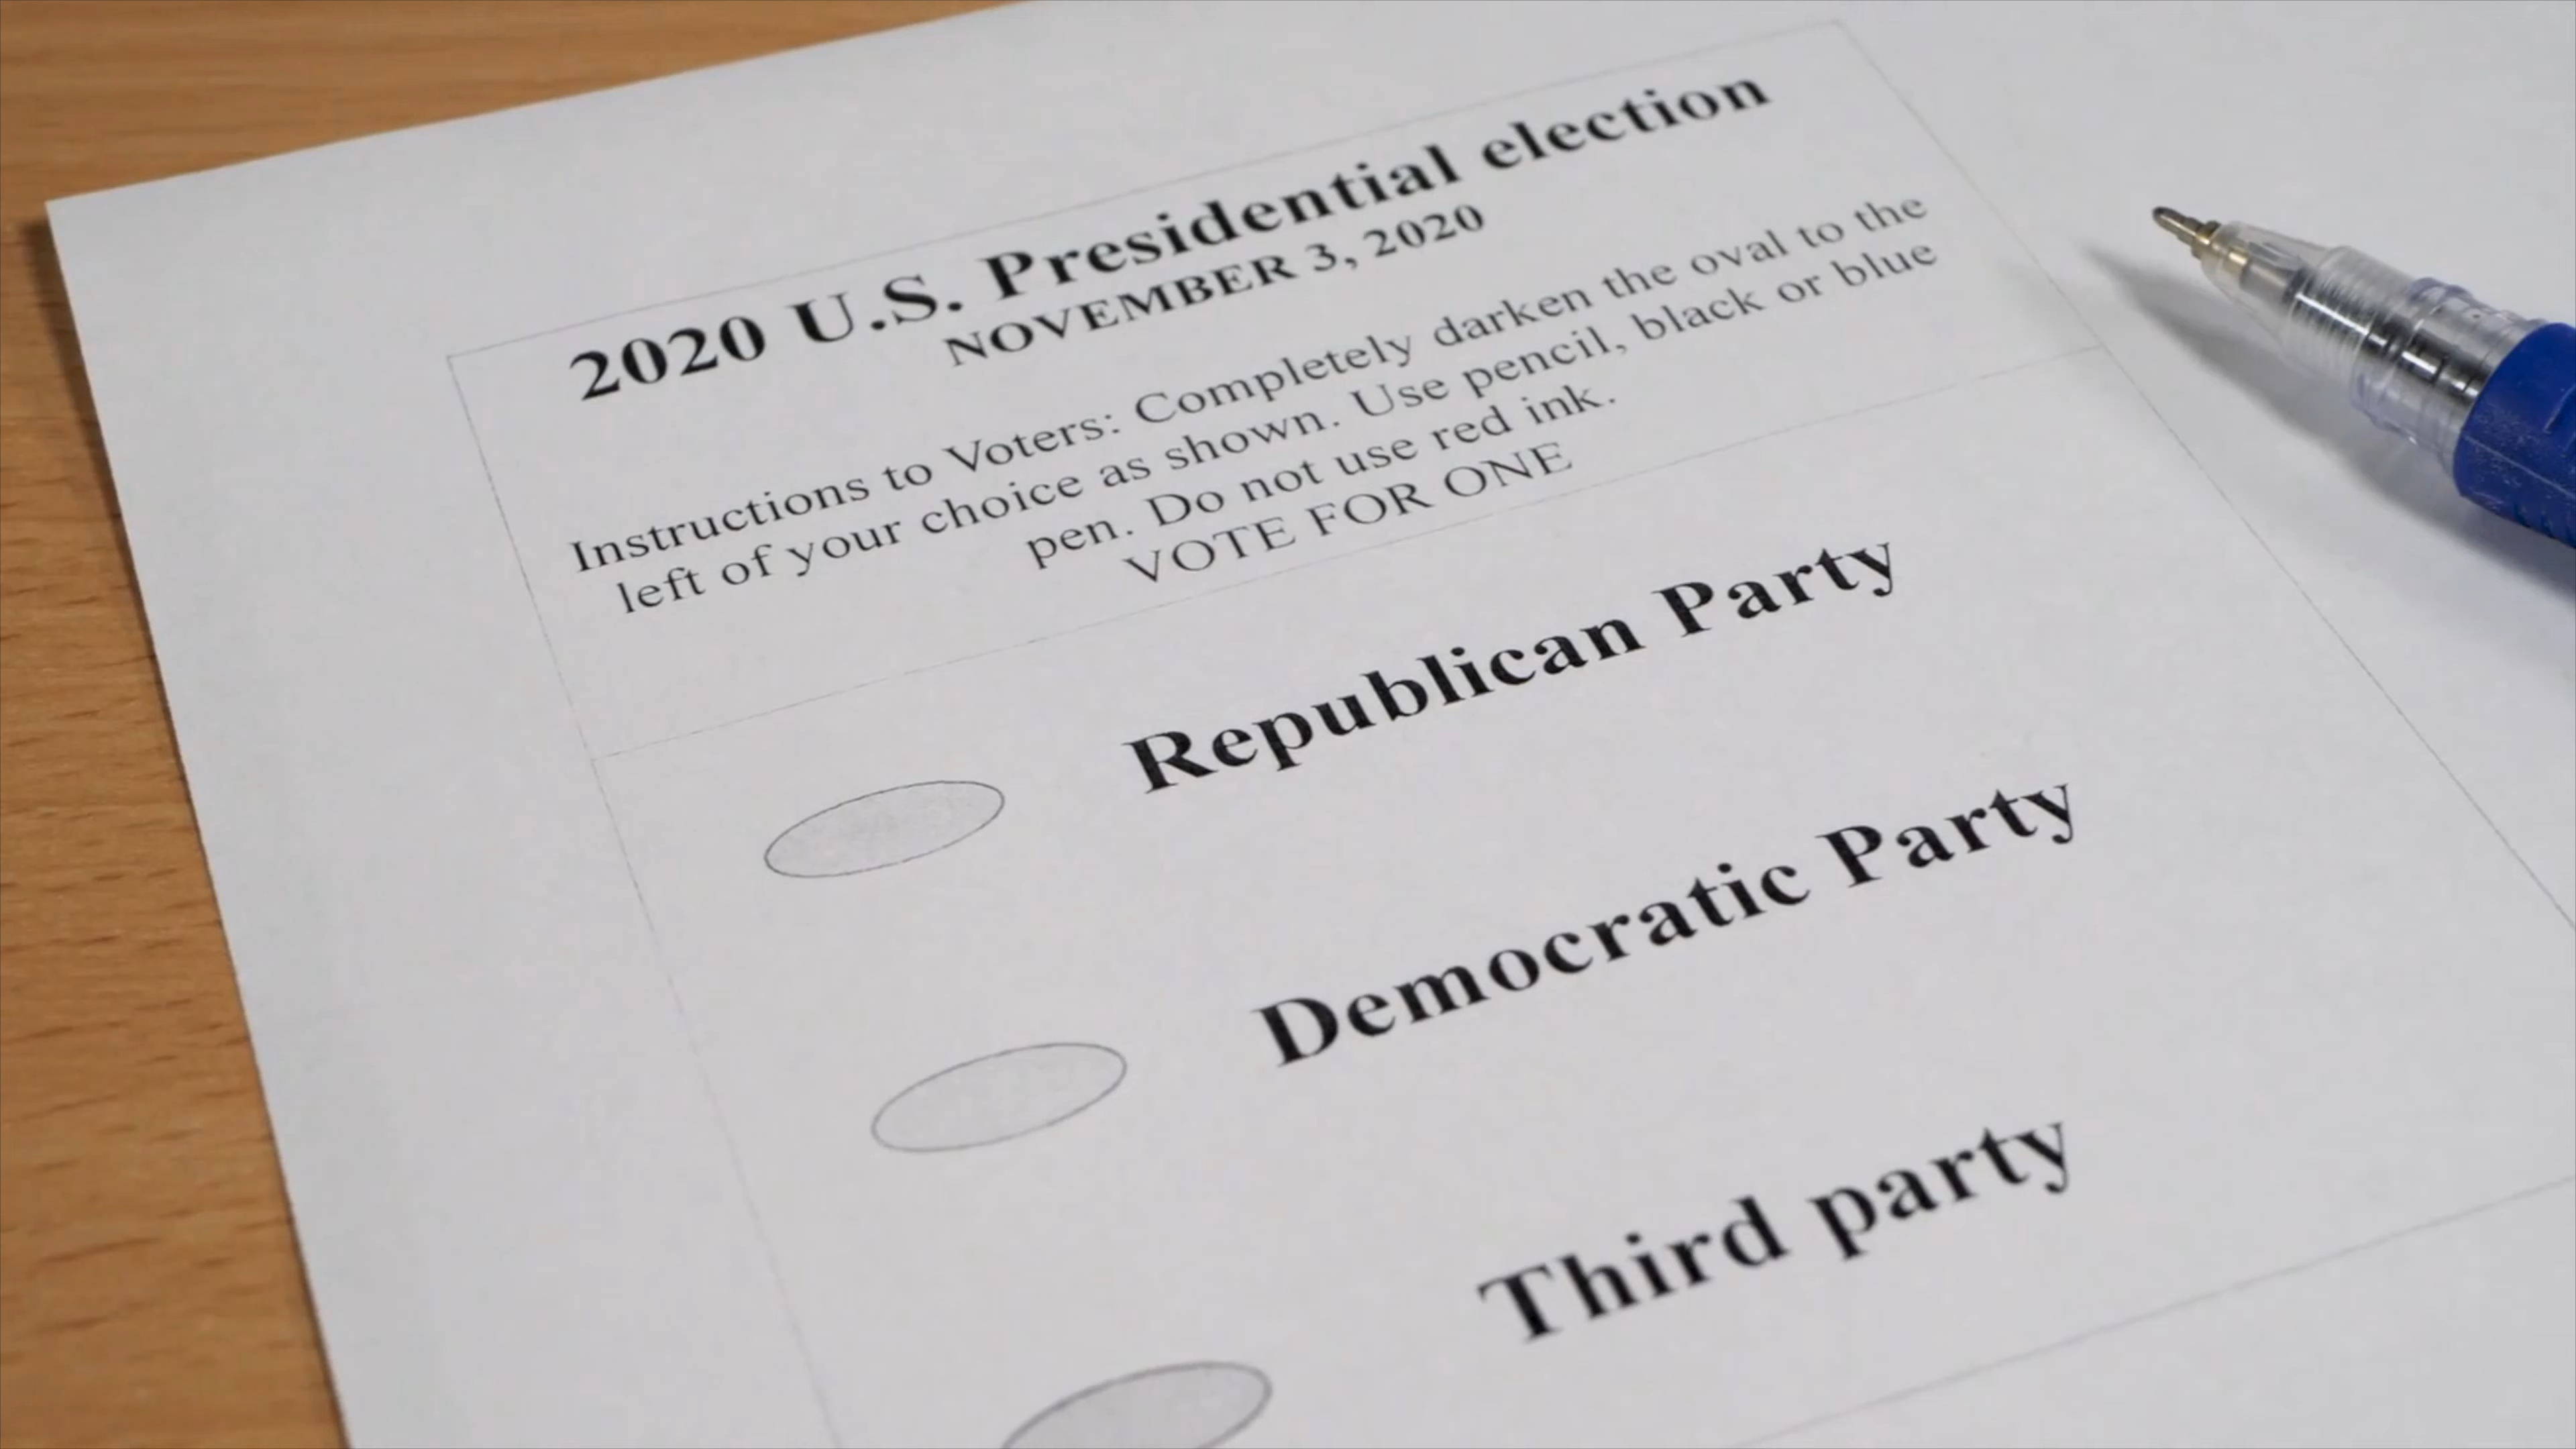 2020 U.S. Presidential election
NOVEMBER 3, 2020
Instructions to Voters: Completely darken the oval to the
left of your choice as shown. Use pencil, black or blue
pen. Do not use red ink.
VOTE FOR ONE
Republican Party
Democratic Party
Third party